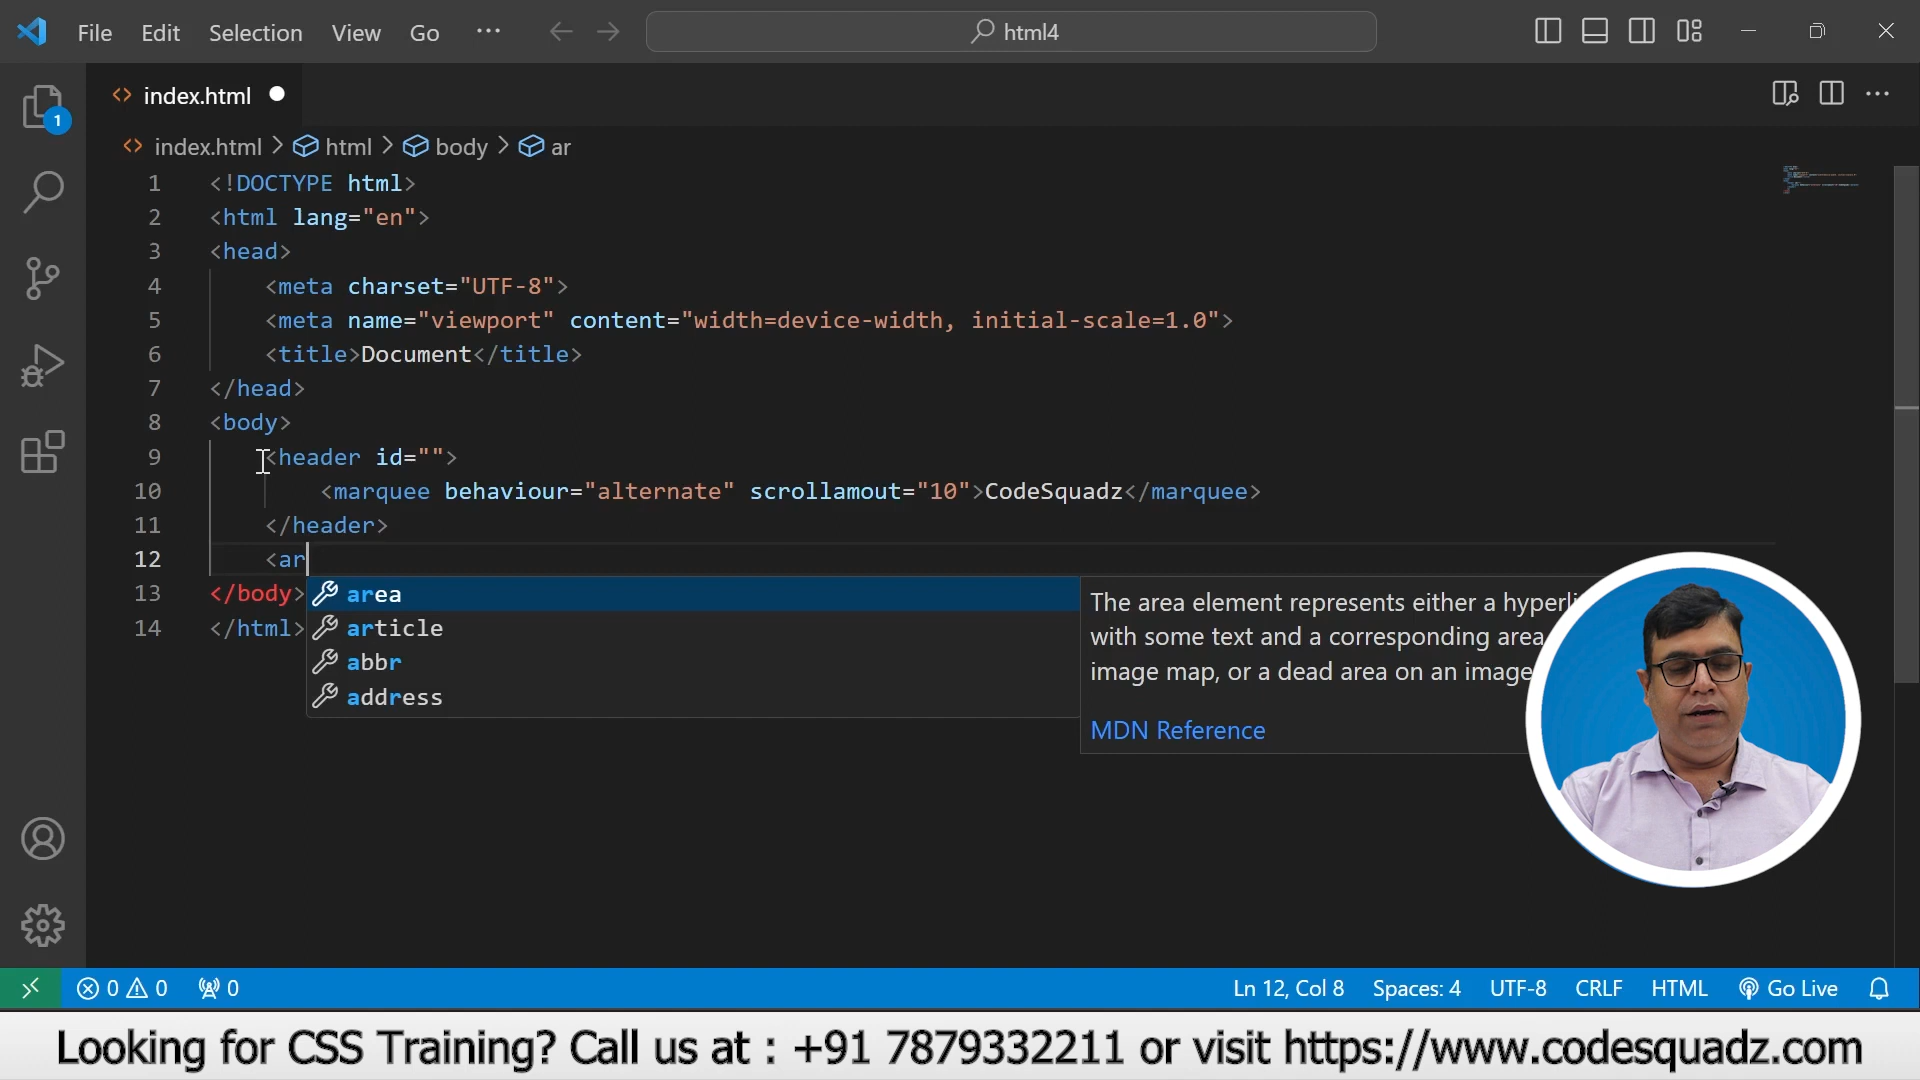 File Edit Selection View Go ··· html4
index.html
1
index.html > html > body > ar
1 <!DOCTYPE html>
2 <html lang="en">
3 <head>
4 <meta charset="UTF-8">
5 <meta name="viewport" content="width=device-width, initial-scale=1.0">
6 <title>Document</title>
7 </head>
8 <body>
9 <header id="">
10 <marquee behaviour="alternate" scrollamout="10">CodeSquadz</marquee>
11 </header>
12 <ar
13 </body>
14 </html>
area
article
abbr
address
The area element represents either a hyperli
with some text and a corresponding area
image map, or a dead area on an image
MDN Reference
0 0 0 Ln 12, Col 8 Spaces: 4 UTF-8 CRLF HTML Go Live
Looking for CSS Training? Call us at : +91 7879332211 or visit https://www.codesquadz.com